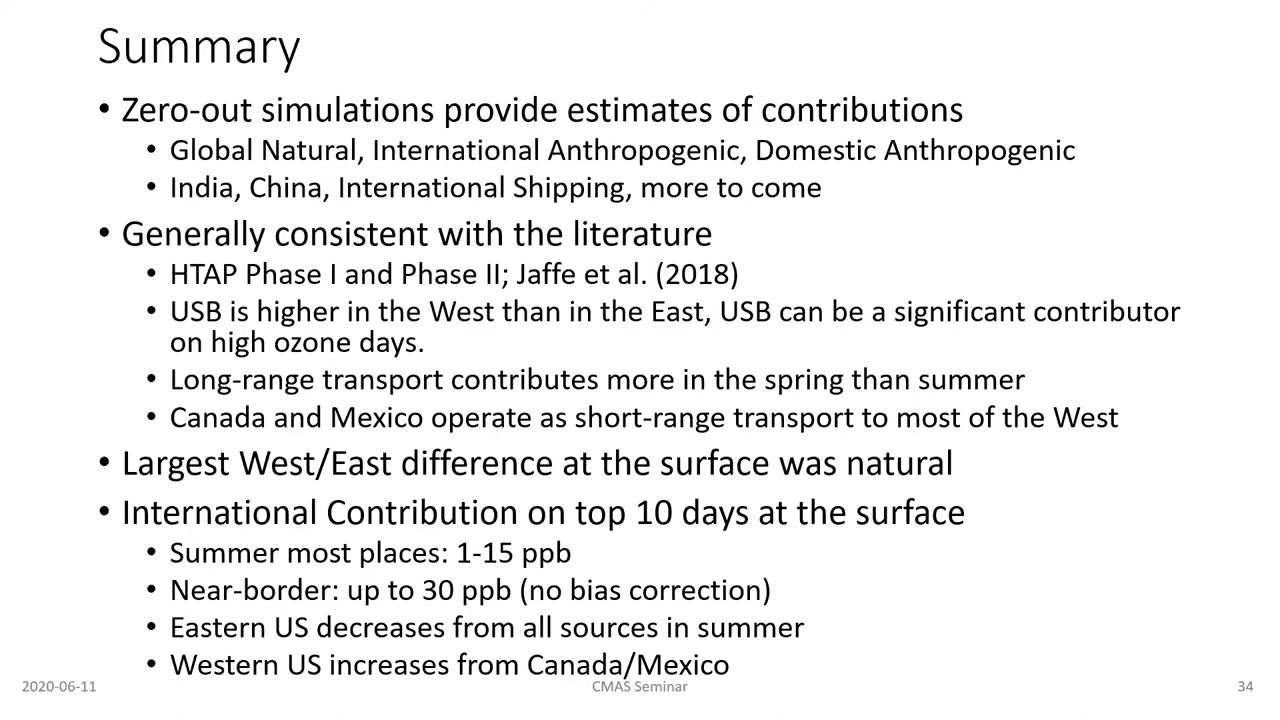 Summary
• Zero-out simulations provide estimates of contributions
• Global Natural, International Anthropogenic, Domestic Anthropogenic
• India, China, International Shipping, more to come
• Generally consistent with the literature
• HTAP Phase I and Phase II; Jaffe et al. (2018)
• USB is higher in the West than in the East, USB can be a significant contributor
on high ozone days.
• Long-range transport contributes more in the spring than summer
• Canada and Mexico operate as short-range transport to most of the West
• Largest West/East difference at the surface was natural
• International Contribution on top 10 days at the surface
• Summer most places: 1-15 ppb
• Near-border: up to 30 ppb (no bias correction)
• Eastern US decreases from all sources in summer
• Western US increases from Canada/Mexico
2020-06-11 CMAS Seminar 34